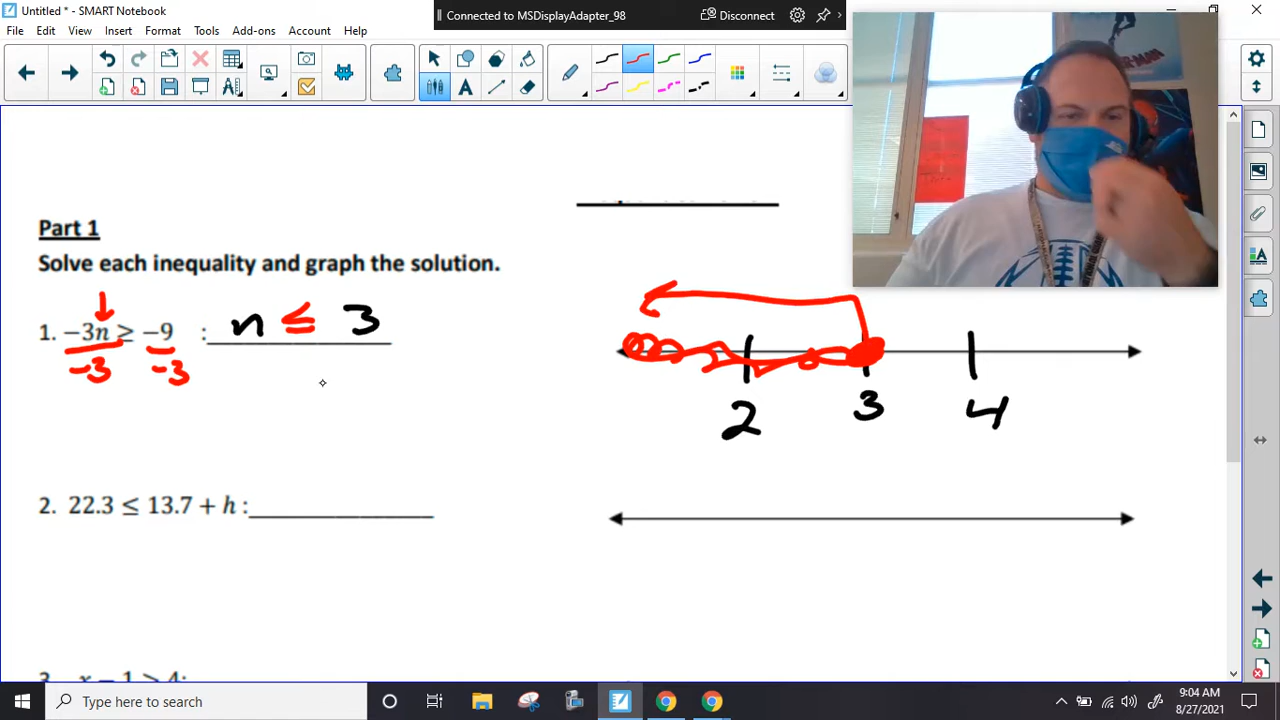 Untitled * - SMART Notebook
Connected to MSDisplayAdapter_98
Disconnect
File Edit View Insert Format Tools Add-ons Account Help
Part 1
Solve each inequality and graph the solution.
1. −3n ≥ −9 : n ≤ 3
-3 -3
2 3 4
2. 22.3 ≤ 13.7 + h :
Type here to search
9:04 AM
8/27/2021